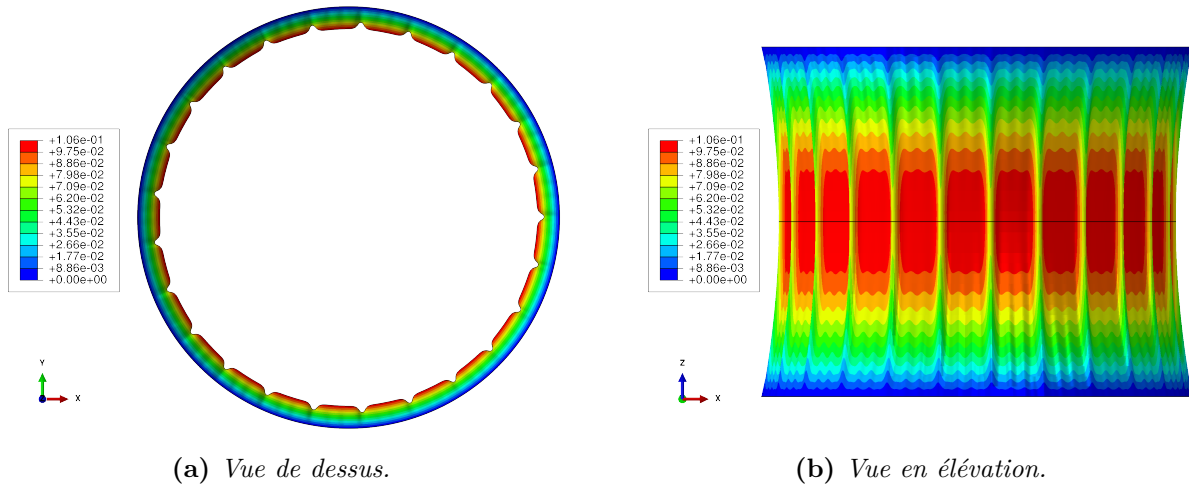 +1.06e-01
+9.75e-02
+8.86e-02
+7.98e-02
+7.09e-02
+6.20e-02
+5.32e-02
+4.43e-02
+3.55e-02
+2.66e-02
+1.77e-02
+8.86e-03
+0.00e+00
Y
X
(a) Vue de dessus.
+1.06e-01
+9.75e-02
+8.86e-02
+7.98e-02
+7.09e-02
+6.20e-02
+5.32e-02
+4.43e-02
+3.55e-02
+2.66e-02
+1.77e-02
+8.86e-03
+0.00e+00
Z
X
(b) Vue en élévation.